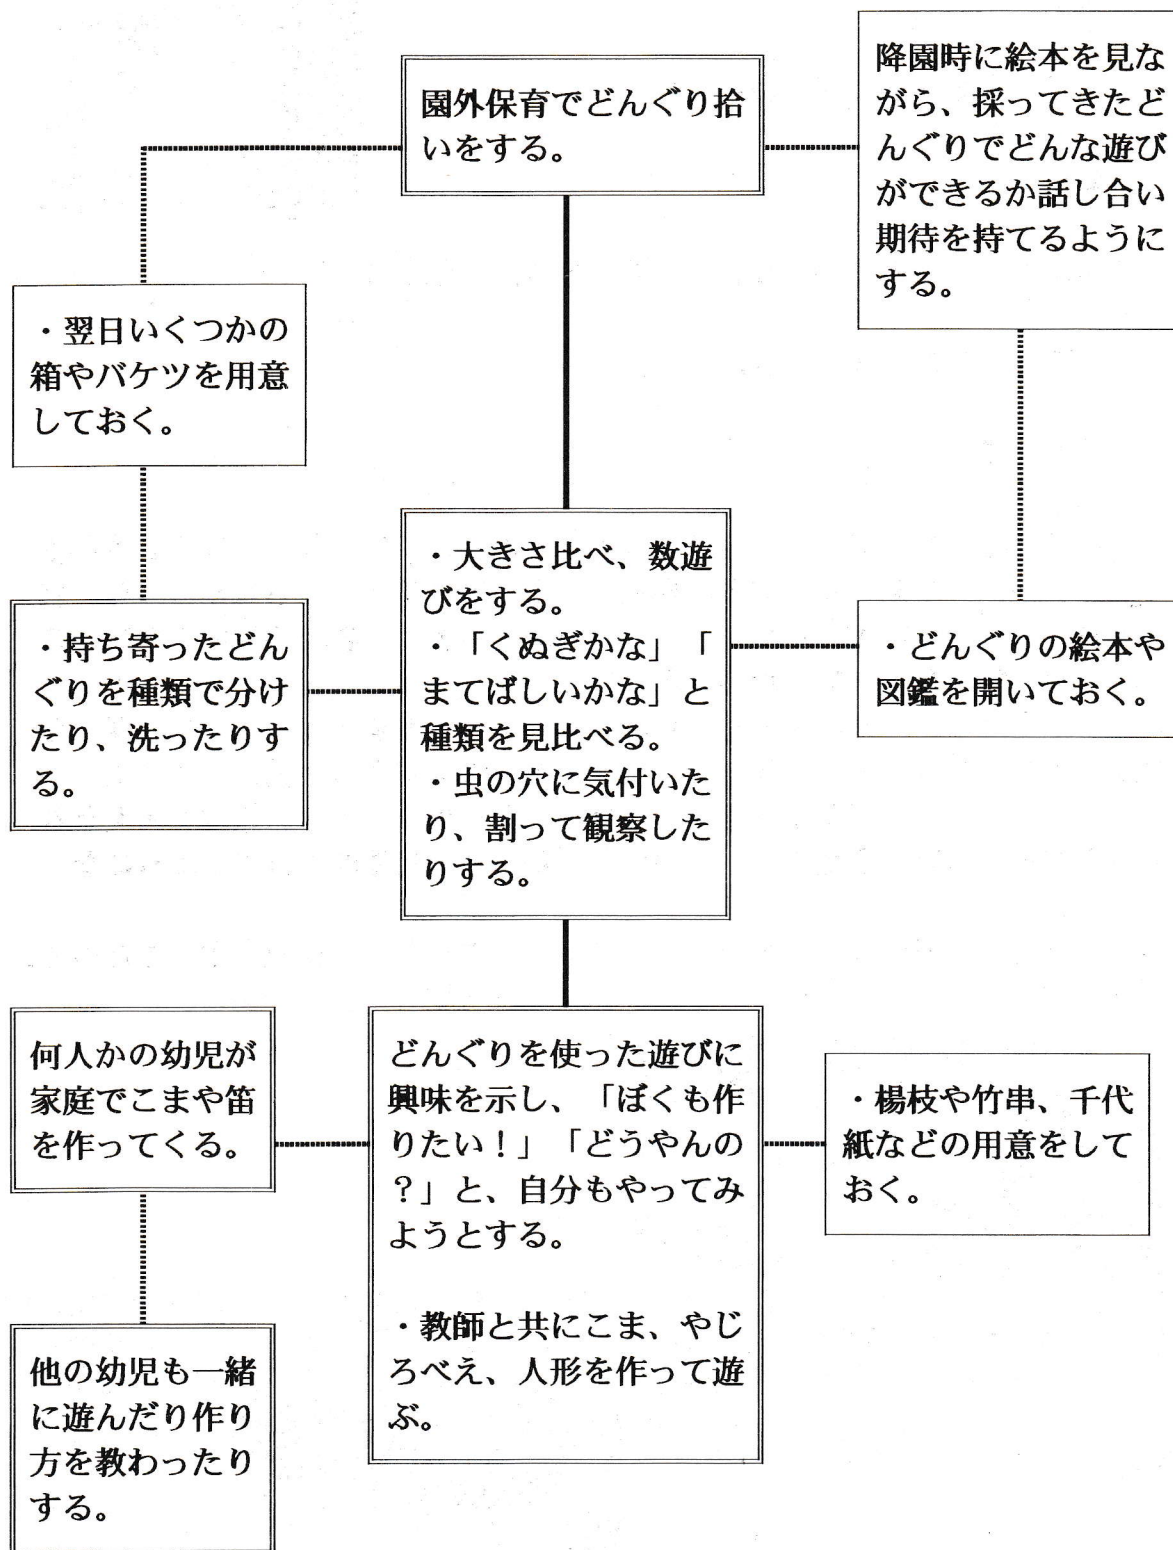 園外保育でどんぐり拾
いをする。
降園時に絵本を見な
がら、採ってきたど
んぐりでどんな遊び
ができるか話し合い
期待を持てるように
する。
・翌日いくつかの
箱やバケツを用意
しておく。
・持ち寄ったどん
ぐりを種類で分け
たり、洗ったりす
る。
・大きさ比べ、数遊
びをする。
・「くぬぎかな」「
まてばしいかな」と
種類を見比べる。
・虫の穴に気付いた
り、割って観察した
りする。
・どんぐりの絵本や
図鑑を開いておく。
何人かの幼児が
家庭でこまや笛
を作ってくる。
他の幼児も一緒
に遊んだり作り
方を教わったり
する。
どんぐりを使った遊びに
興味を示し、「ぼくも作
りたい！」「どうやんの
？」と、自分もやってみ
ようとする。
・教師と共にこま、やじ
ろべえ、人形を作って遊
ぶ。
・楊枝や竹串、千代
紙などの用意をして
おく。